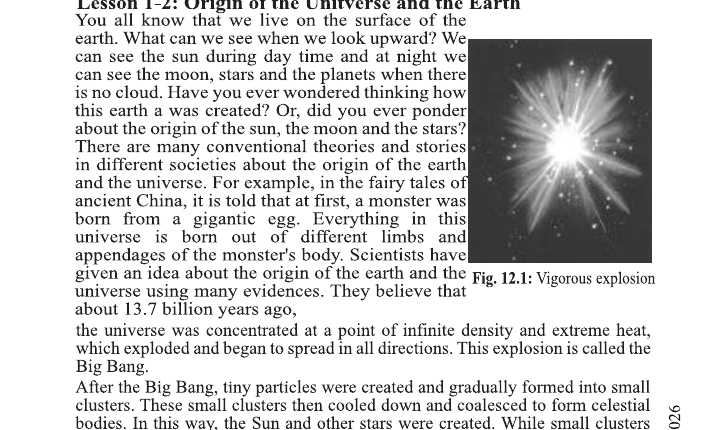 Lesson 1-2: Origin of the Unitverse and the Earth
You all know that we live on the surface of the
earth. What can we see when we look upward? We
can see the sun during day time and at night we
can see the moon, stars and the planets when there
is no cloud. Have you ever wondered thinking how
this earth a was created? Or, did you ever ponder
about the origin of the sun, the moon and the stars?
There are many conventional theories and stories
in different societies about the origin of the earth
and the universe. For example, in the fairy tales of
ancient China, it is told that at first, a monster was
born from a gigantic egg. Everything in this
universe is born out of different limbs and
appendages of the monster's body. Scientists have
given an idea about the origin of the earth and the
universe using many evidences. They believe that
about 13.7 billion years ago,
Fig. 12.1: Vigorous explosion
the universe was concentrated at a point of infinite density and extreme heat,
which exploded and began to spread in all directions. This explosion is called the
Big Bang.
After the Big Bang, tiny particles were created and gradually formed into small
clusters. These small clusters then cooled down and coalesced to form celestial
bodies. In this way, the Sun and other stars were created. While small clusters
026